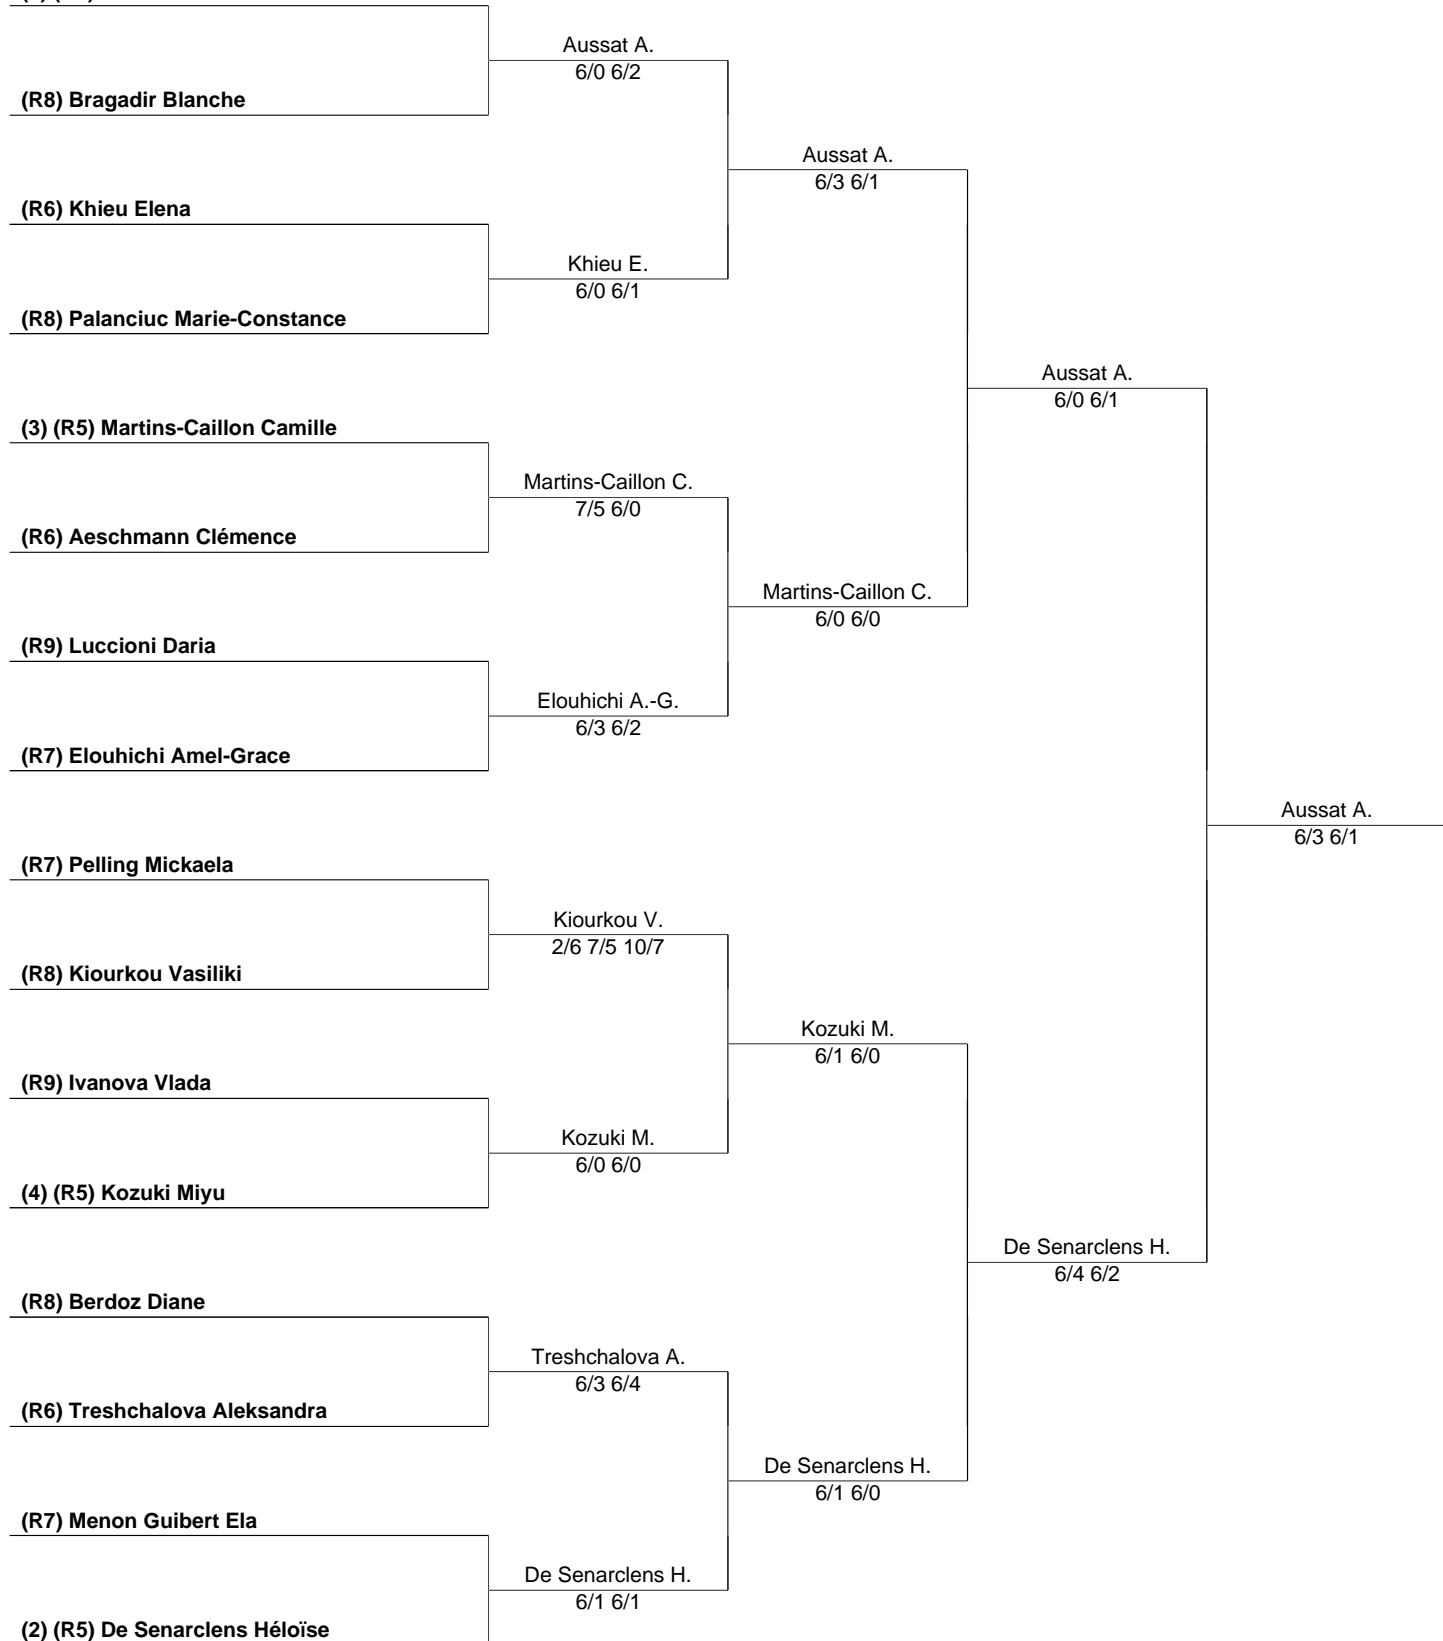 Aussat A.
6/0 6/2
(R8) Bragadir Blanche
Aussat A.
6/3 6/1
(R6) Khieu Elena
Khieu E.
6/0 6/1
(R8) Palanciuc Marie-Constance
Aussat A.
6/0 6/1
(3) (R5) Martins-Caillon Camille
Martins-Caillon C.
7/5 6/0
(R6) Aeschmann Clémence
Martins-Caillon C.
6/0 6/0
(R9) Luccioni Daria
Elouhichi A.-G.
6/3 6/2
(R7) Elouhichi Amel-Grace
Aussat A.
6/3 6/1
(R7) Pelling Mickaela
Kiourkou V.
2/6 7/5 10/7
(R8) Kiourkou Vasiliki
Kozuki M.
6/1 6/0
(R9) Ivanova Vlada
Kozuki M.
6/0 6/0
(4) (R5) Kozuki Miyu
De Senarclens H.
6/4 6/2
(R8) Berdoz Diane
Treshchalova A.
6/3 6/4
(R6) Treshchalova Aleksandra
De Senarclens H.
6/1 6/0
(R7) Menon Guibert Ela
De Senarclens H.
6/1 6/1
(2) (R5) De Senarclens Héloïse